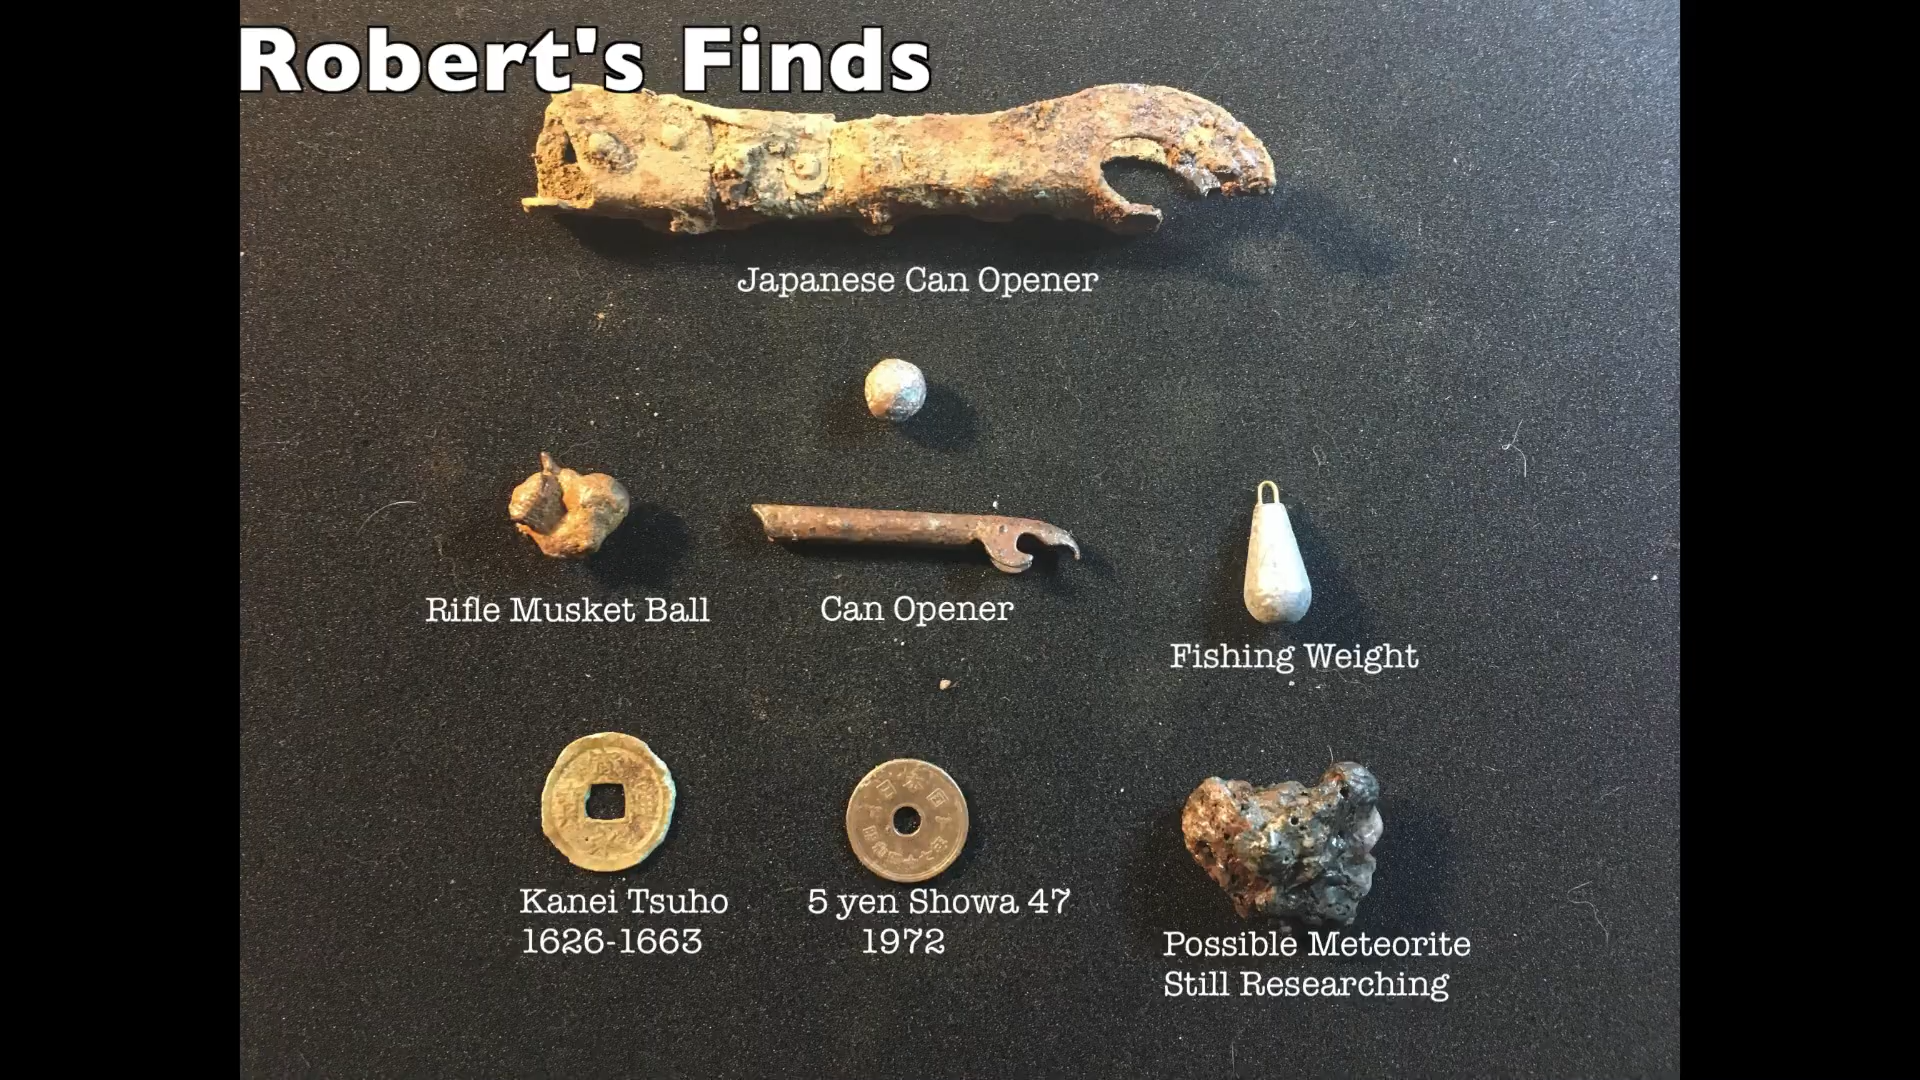 Robert's Finds
Japanese Can Opener
Rifle Musket Ball
Can Opener
Fishing Weight
Kanei Tsuho
1626-1663
5 yen Showa 47
1972
Possible Meteorite
Still Researching